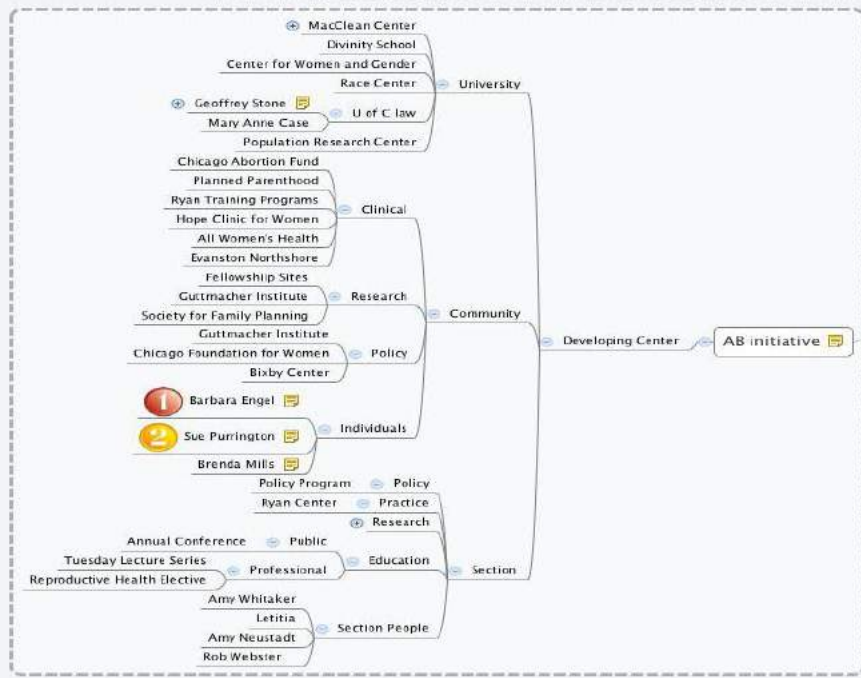 MacClean Center
Divinity School
Center for Women and Gender
Race Center
University
Geoffrey Stone
U of C law
Mary Anne Case
Population Research Center
Chicago Abortion Fund
Planned Parenthood
Ryan Training Programs
Clinical
Hope Clinic for Women
All Women's Health
Evanston Northshore
Fellowship Sites
Guttmacher Institute
Research
Society for Family Planning
Community
Guttmacher Institute
Chicago Foundation for Women
Policy
Bixby Center
Developing Center
AB initiative
1
Barbara Engel
2
Sue Purrington
Individuals
Brenda Mills
Policy Program
Policy
Ryan Center
Practice
Research
Annual Conference
Public
Tuesday Lecture Series
Education
Professional
Reproductive Health Elective
Section
Amy Whitaker
Letitia
Section People
Amy Neustadt
Rob Webster